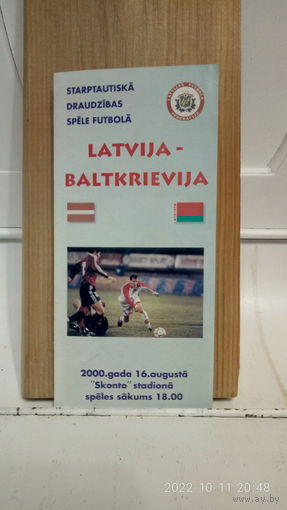 STARPTAUTISKĀ
DRAUDZĪBAS
SPĒLE FUTBOLĀ
LATVIJA -
BALTKRIEVIJA
2000.gada 16.augustā
"Skonto" stadionā
spēles sākums 18.00
2022-10-11 20:48
www.ay.by